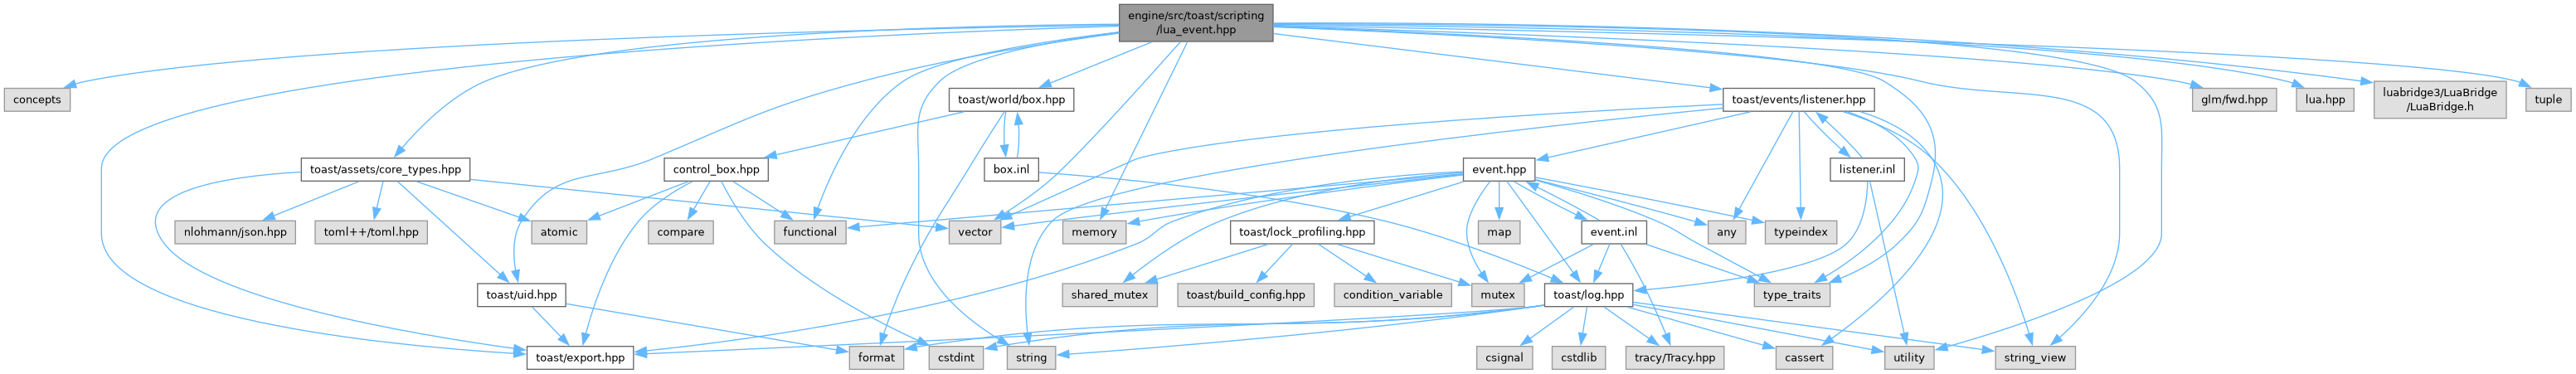 engine/src/toast/scripting
/lua_event.hpp
concepts
toast/world/box.hpp
toast/events/listener.hpp
glm/fwd.hpp
lua.hpp
luabridge3/LuaBridge
/LuaBridge.h
tuple
toast/assets/core_types.hpp
control_box.hpp
box.inl
event.hpp
listener.inl
nlohmann/json.hpp
toml++/toml.hpp
atomic
compare
functional
vector
memory
toast/lock_profiling.hpp
map
event.inl
any
typeindex
toast/uid.hpp
shared_mutex
toast/build_config.hpp
condition_variable
mutex
toast/log.hpp
type_traits
toast/export.hpp
format
cstdint
string
csignal
cstdlib
tracy/Tracy.hpp
cassert
utility
string_view